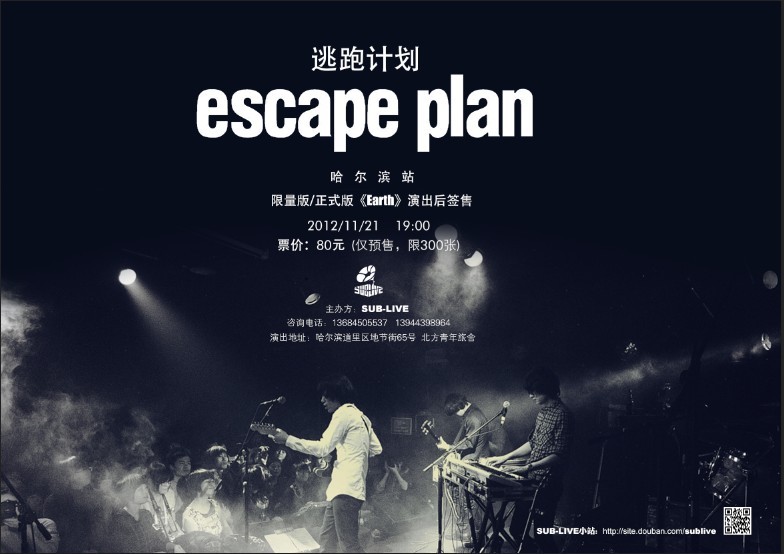 逃跑计划
escape plan
哈尔滨站
限量版/正式版《Earth》演出后签售
2012/11/21 19:00
票价：80元 (仅预售，限300张)
SUBLIVE
主办方：SUB-LIVE
咨询电话：13684505537 13944398964
演出地址：哈尔滨道里区地节街65号 北方青年旅舍
SUB-LIVE小站：http://site.douban.com/sublive